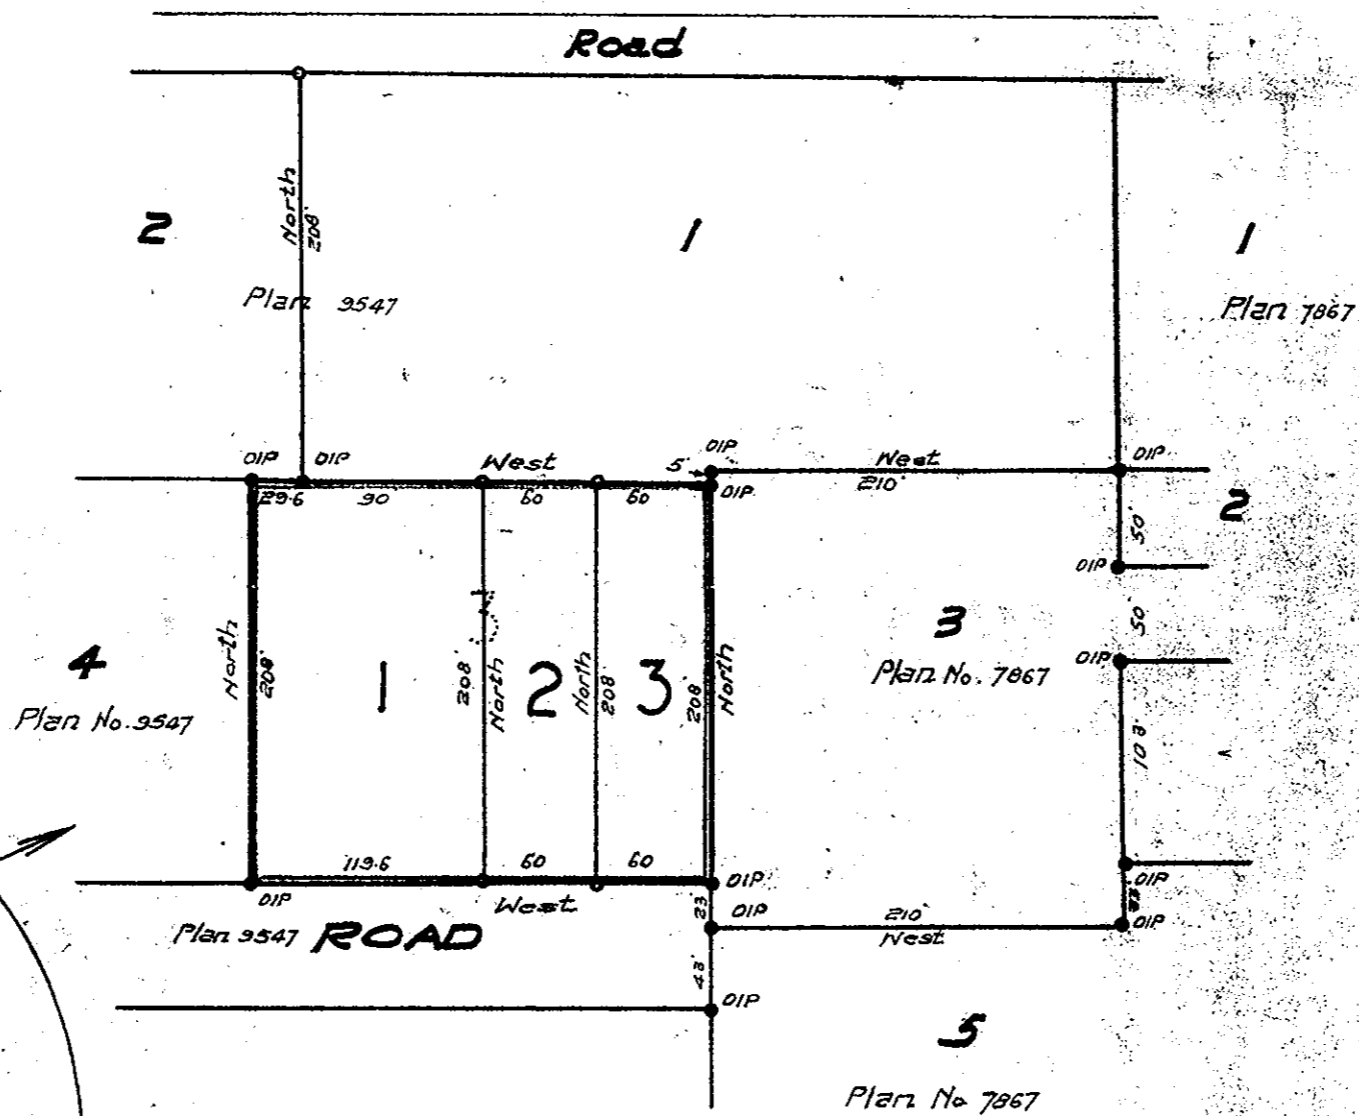 Road
North
208'
2
1
1
Plan 9547
Plan 7867
OIP
OIP
West
5'
OIP
West
OIP
29.6
90
60
60
OIP
210'
2
50'
OIP
3
50'
Plan No. 7867
OIP
4
Plan No. 9547
North
208'
1
208'
North
2
North
208'
3
208'
North
103'
119.6
60
60
OIP
OIP
OIP
West
23
OIP
210'
West
OIP
Plan 9547 ROAD
43'
OIP
5
Plan No 7867